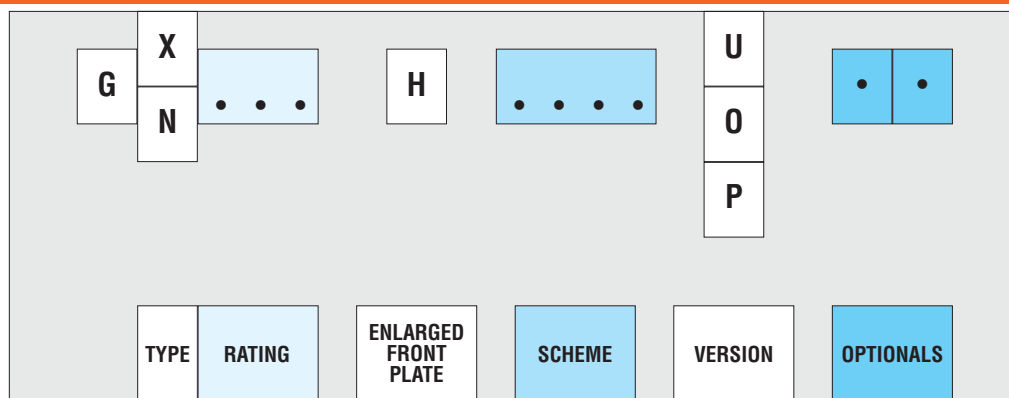 X
U
G
H
N
O
P
TYPE
RATING
ENLARGED
FRONT
PLATE
SCHEME
VERSION
OPTIONALS